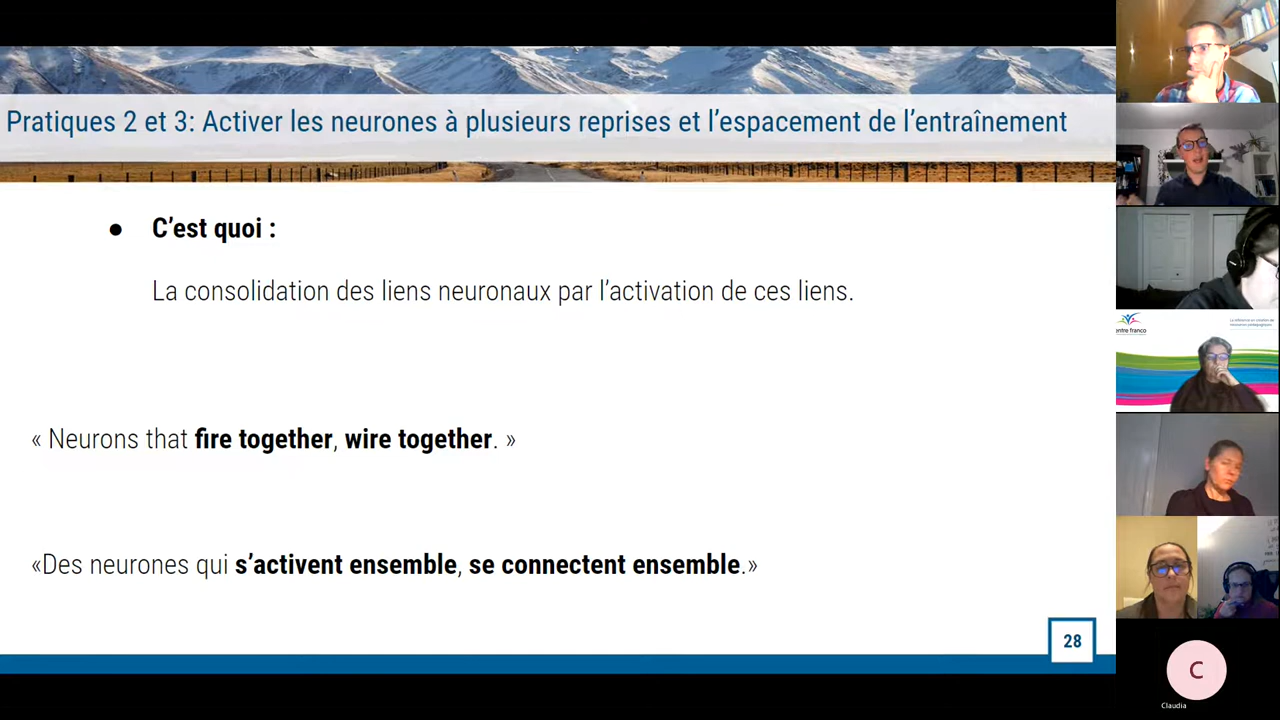 Pratiques 2 et 3: Activer les neurones à plusieurs reprises et l’espacement de l’entraînement
● C’est quoi :
La consolidation des liens neuronaux par l’activation de ces liens.
« Neurons that fire together, wire together. »
«Des neurones qui s’activent ensemble, se connectent ensemble.»
28
entre franco
C
Claudia